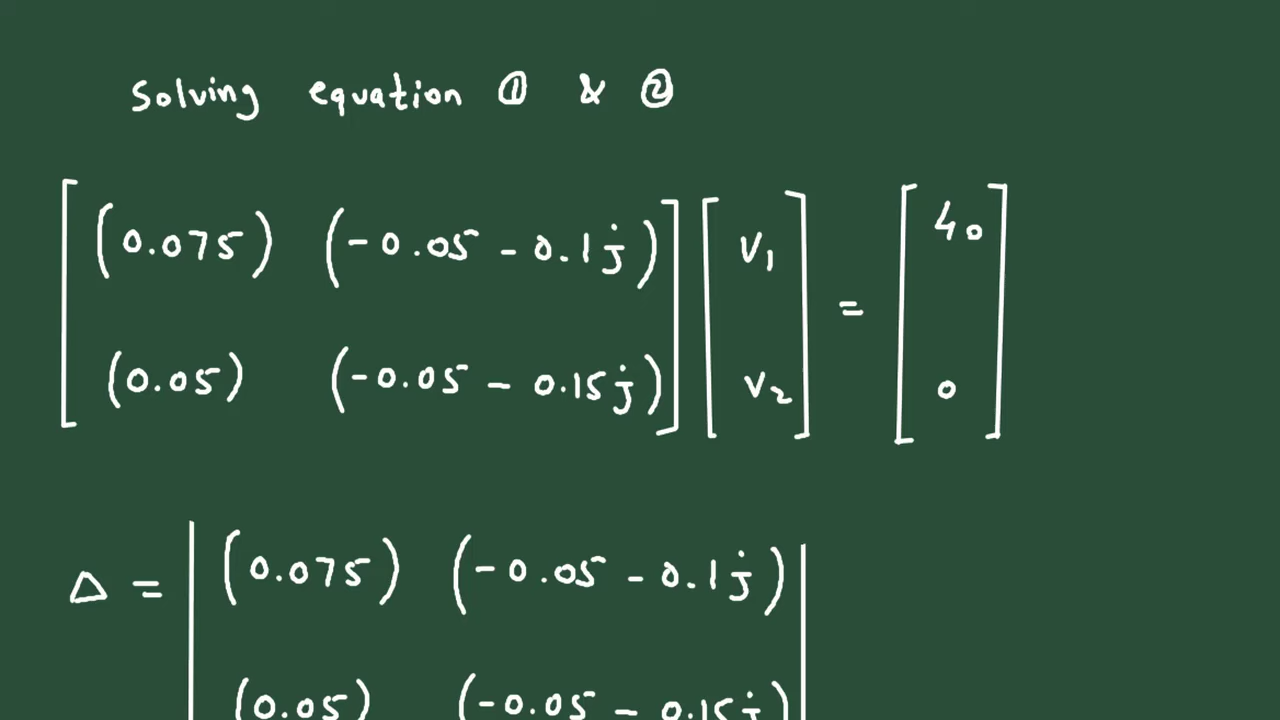 Solving equation ① & ②
[ (0.075) (-0.05 - 0.1j) ] [ V₁ ] = [ 40 ]
[ (0.05) (-0.05 - 0.15j) ] [ V₂ ] = [ 0 ]
Δ = | (0.075) (-0.05 - 0.1j) |
| (0.05) (-0.05 - 0.15j) |